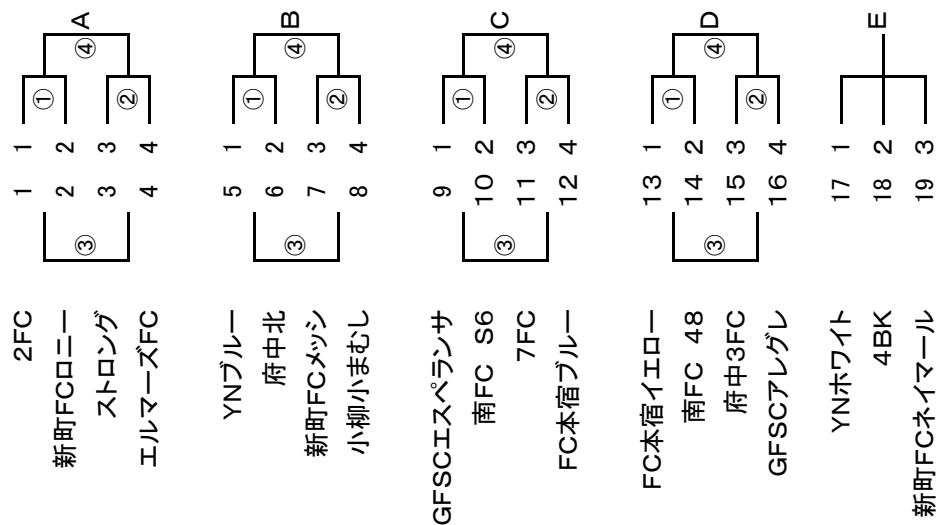 A
①
②
③
④
2FC 1 1
新町FCロニー 2 2
ストロング 3 3
エルマーズFC 4 4
B
①
②
③
④
YNブルー 5 1
府中北 6 2
新町FCメッシ 7 3
小柳小まむし 8 4
C
①
②
③
④
GFSCエスペランサ 9 1
南FC S6 10 2
7FC 11 3
FC本宿ブルー 12 4
D
①
②
③
④
FC本宿イエロー 13 1
南FC 48 14 2
府中3FC 15 3
GFSCアレグレ 16 4
E
YNホワイト 17 1
4BK 18 2
新町FCネイマール 19 3